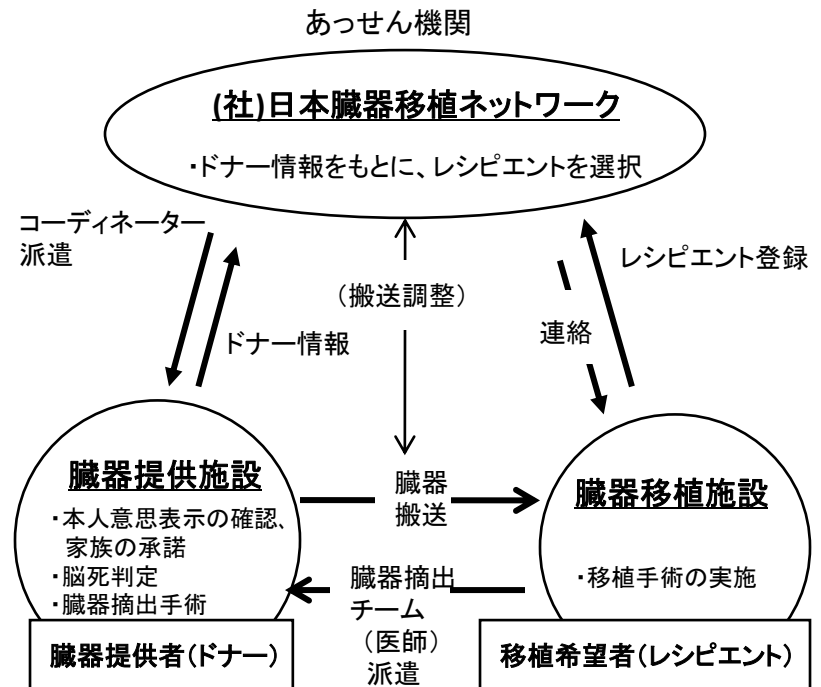 あっせん機関
(社)日本臓器移植ネットワーク
・ドナー情報をもとに、レシピエントを選択
コーディネーター
派遣
ドナー情報
(搬送調整)
連絡
レシピエント登録
臓器提供施設
・本人意思表示の確認、
家族の承諾
・脳死判定
・臓器摘出手術
臓器提供者(ドナー)
臓器
搬送
臓器摘出
チーム
(医師)
派遣
臓器移植施設
・移植手術の実施
移植希望者(レシピエント)